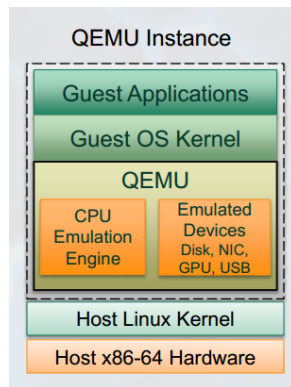 QEMU Instance
Guest Applications
Guest OS Kernel
QEMU
CPU
Emulation
Engine
Emulated
Devices
Disk, NIC,
GPU, USB
Host Linux Kernel
Host x86-64 Hardware